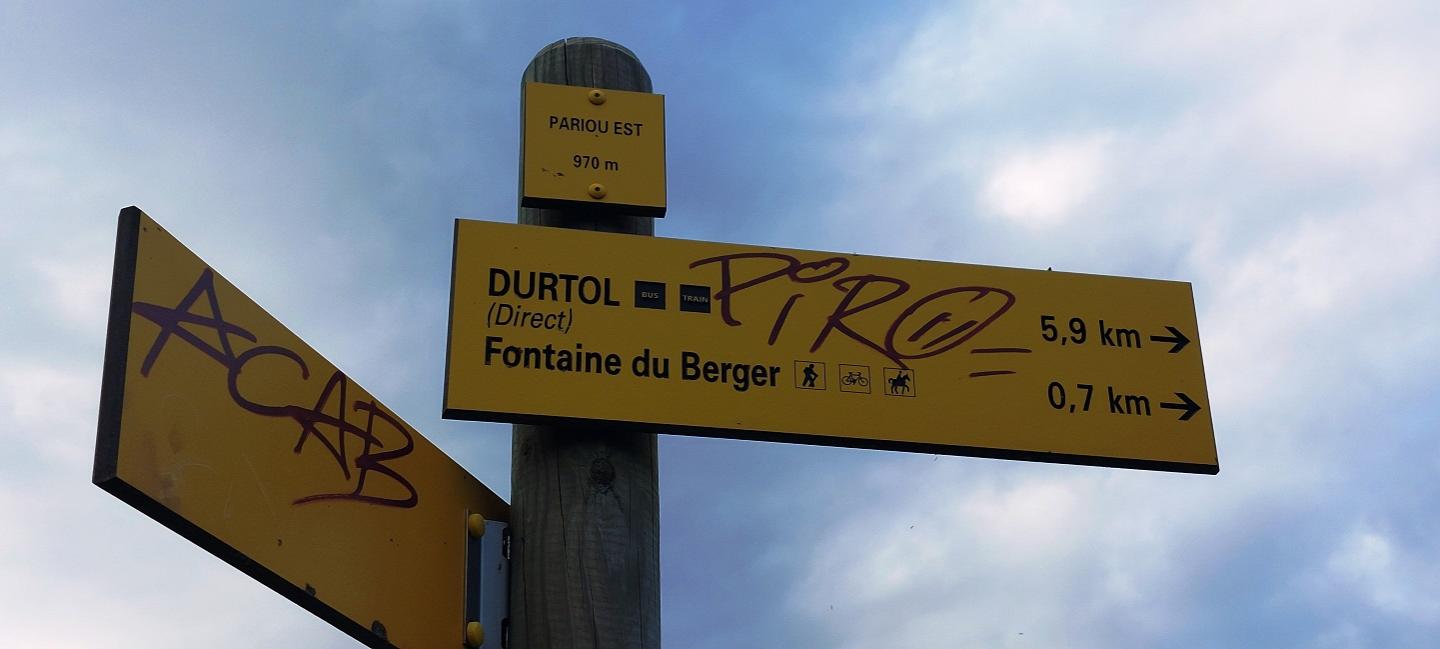 PARIOU EST
970 m
DURTOL BUS TRAIN 5,9 km
(Direct)
Fontaine du Berger 0,7 km
PiRO
ACAB